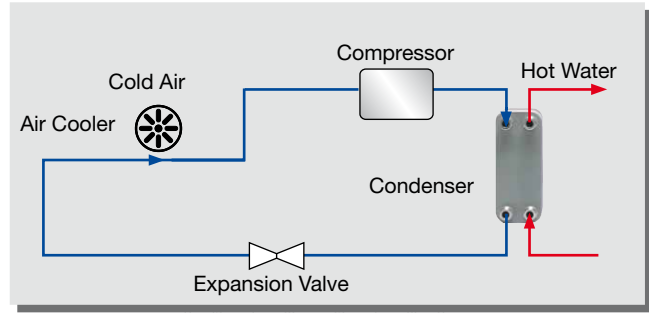 Compressor
Cold Air
Hot Water
Air Cooler
Condenser
Expansion Valve